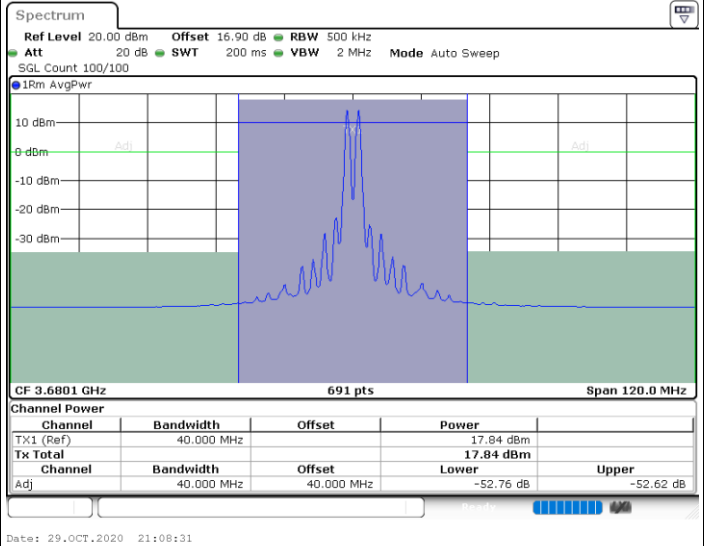 Spectrum
Ref Level 20.00 dBm Offset 16.90 dB RBW 500 kHz
Att 20 dB SWT 200 ms VBW 2 MHz Mode Auto Sweep
SGL Count 100/100
1Rm AvgPwr
10 dBm
0 dBm
Adj
Adj
-10 dBm
-20 dBm
-30 dBm
CF 3.6801 GHz 691 pts Span 120.0 MHz
Channel Power
Channel Bandwidth Offset Power
TX1 (Ref) 40.000 MHz 17.84 dBm
Tx Total 17.84 dBm
Channel Bandwidth Offset Lower Upper
Adj 40.000 MHz 40.000 MHz -52.76 dB -52.62 dB
Ready
Date: 29.OCT.2020 21:08:31